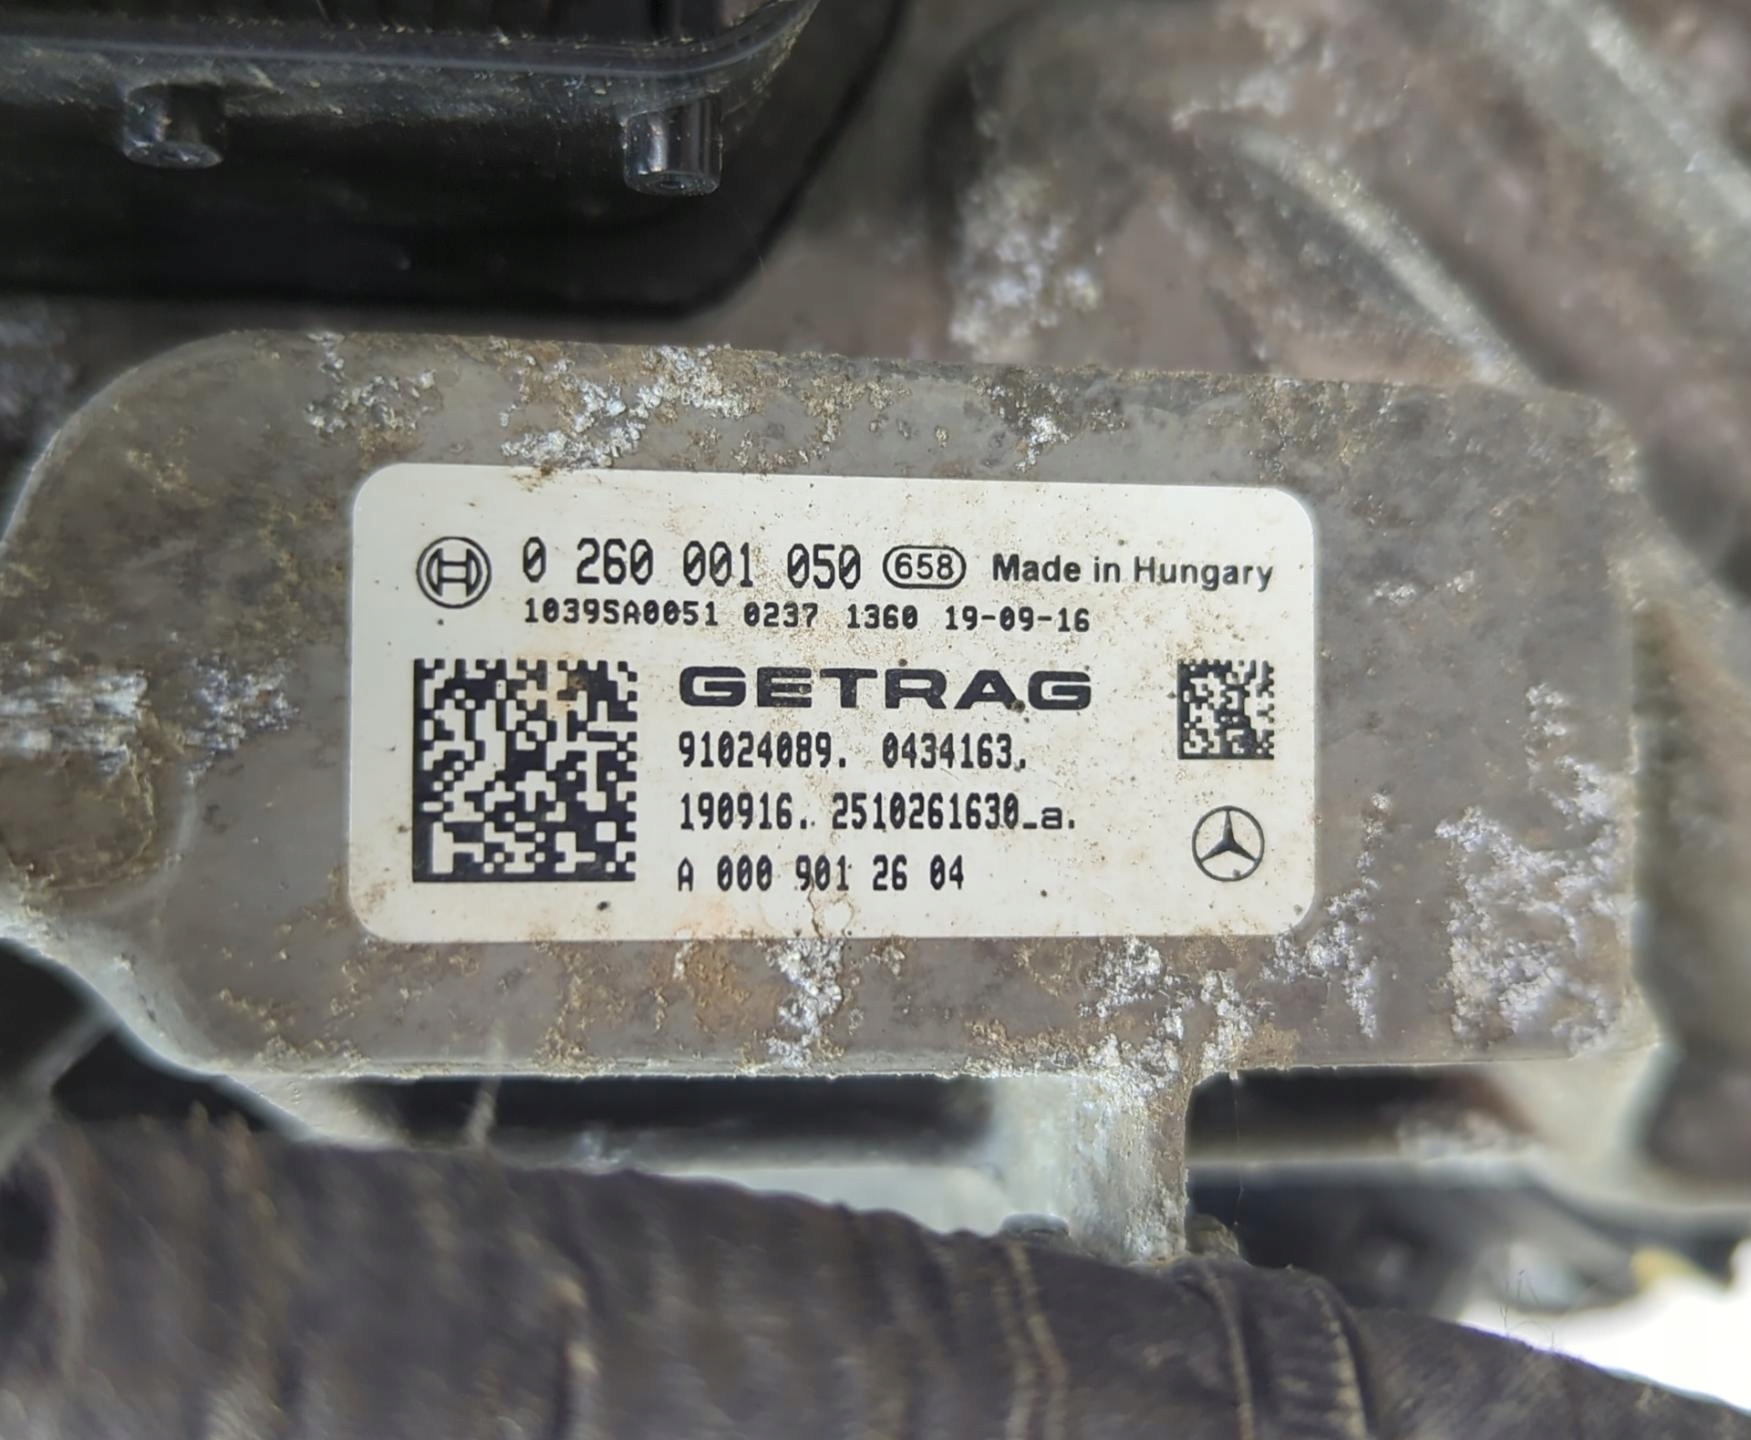 0 260 001 050 658 Made in Hungary
1039SA0051 0237 1360 19-09-16
GETRAG
91024089. 0434163.
190916. 2510261630_a.
A 000 901 26 04